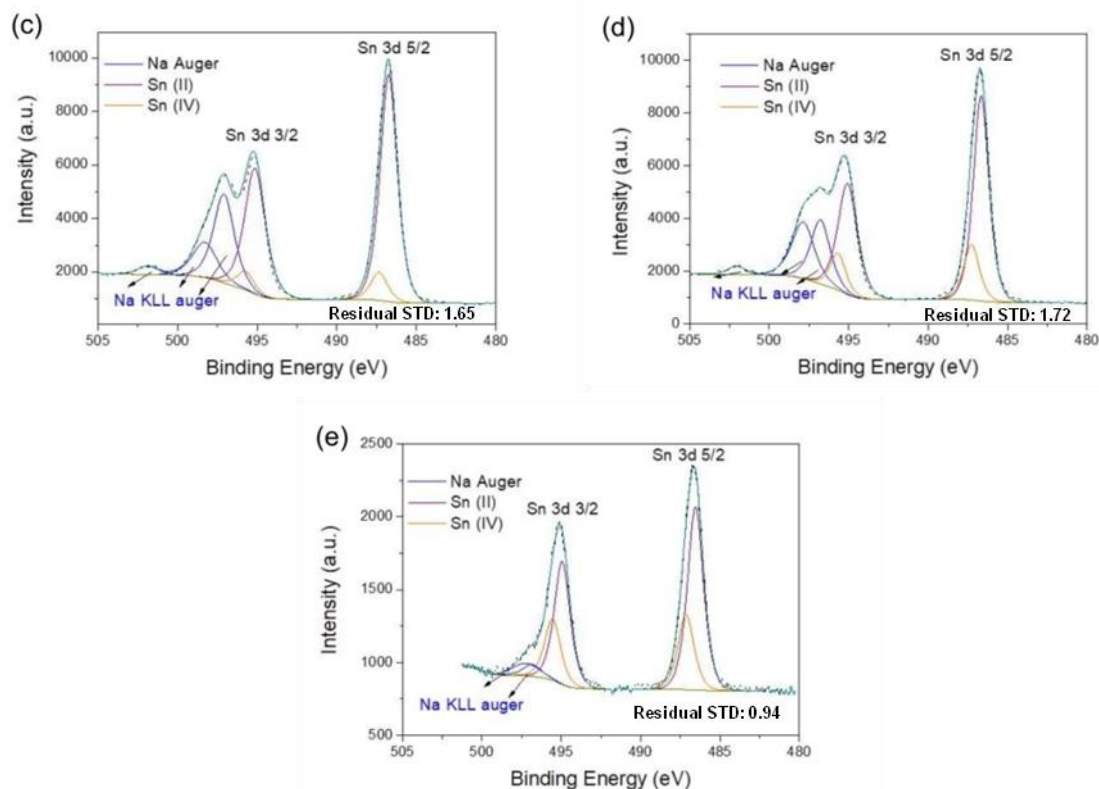 (c)
Sn 3d 5/2
Na Auger
Sn (II)
Sn (IV)
Sn 3d 3/2
10000
8000
6000
4000
2000
0
Intensity (a.u.)
Na KLL auger
Residual STD: 1.65
505 500 495 490 485 480
Binding Energy (eV)
(d)
Sn 3d 5/2
Na Auger
Sn (II)
Sn (IV)
Sn 3d 3/2
10000
8000
6000
4000
2000
0
Intensity (a.u.)
Na KLL auger
Residual STD: 1.72
505 500 495 490 485 480
Binding Energy (eV)
(e)
Sn 3d 5/2
Na Auger
Sn (II)
Sn (IV)
Sn 3d 3/2
2500
2000
1500
1000
500
Intensity (a.u.)
Na KLL auger
Residual STD: 0.94
505 500 495 490 485 480
Binding Energy (eV)